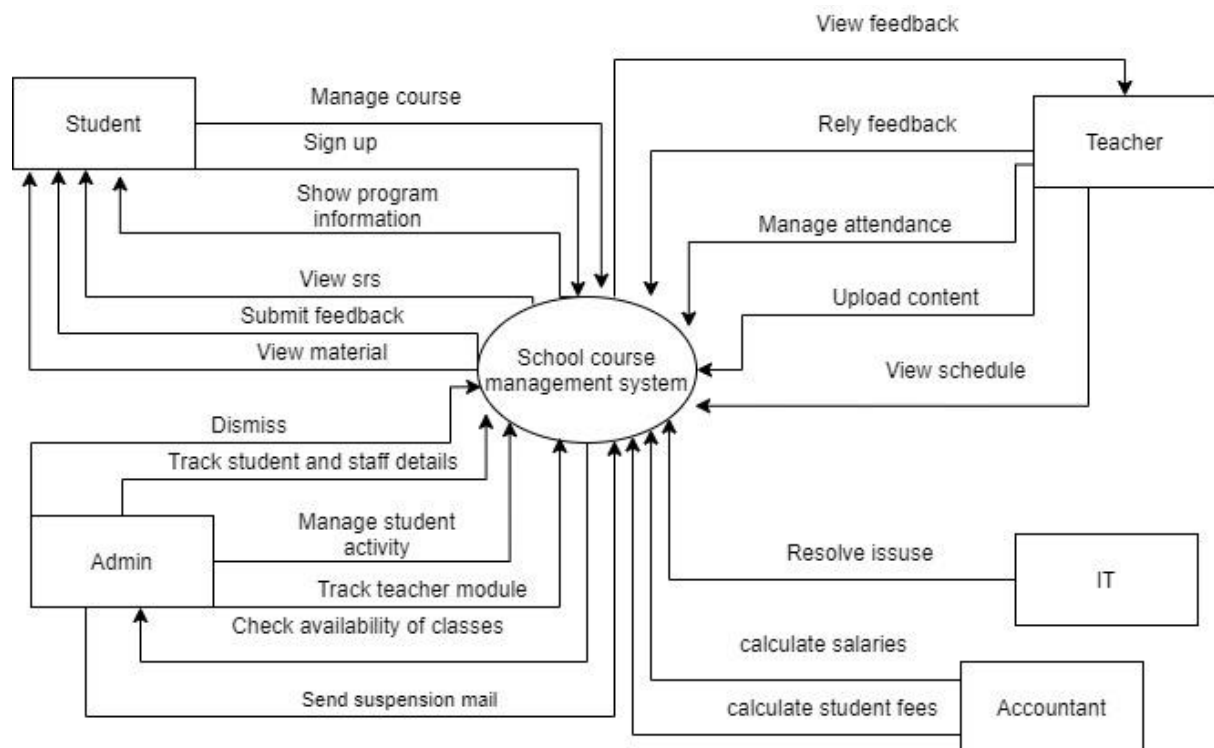 View feedback
Manage course
Student
Rely feedback
Teacher
Sign up
Show program
information
Manage attendance
View srs
Upload content
Submit feedback
View material
School course
management system
View schedule
Dismiss
Track student and staff details
Manage student
activity
Admin
Resolve issuse
IT
Track teacher module
Check availability of classes
calculate salaries
Send suspension mail
calculate student fees
Accountant